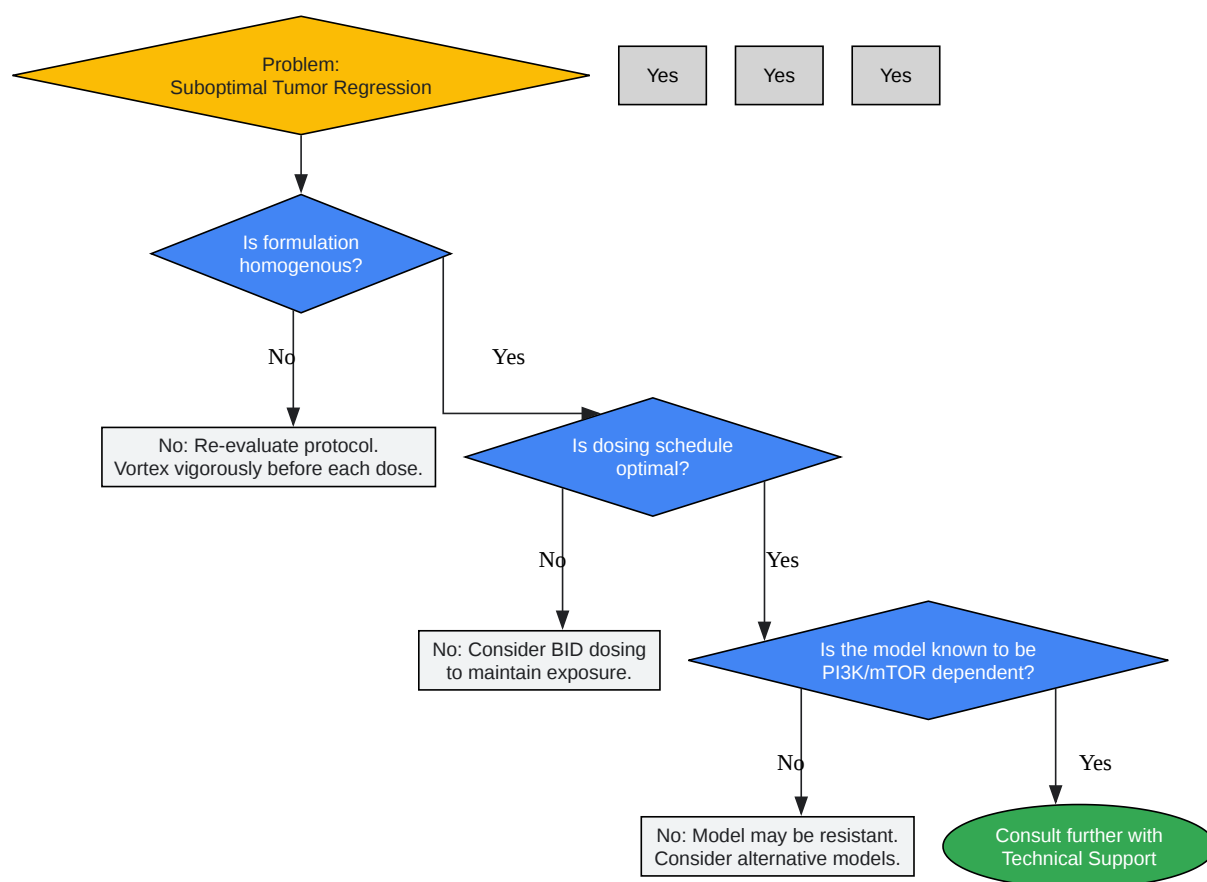 Problem:
Suboptimal Tumor Regression
Yes
Yes
Yes
Is formulation
homogenous?
No
Yes
No: Re-evaluate protocol.
Vortex vigorously before each dose.
Is dosing schedule
optimal?
No
Yes
No: Consider BID dosing
to maintain exposure.
Is the model known to be
PI3K/mTOR dependent?
No
Yes
No: Model may be resistant.
Consider alternative models.
Consult further with
Technical Support